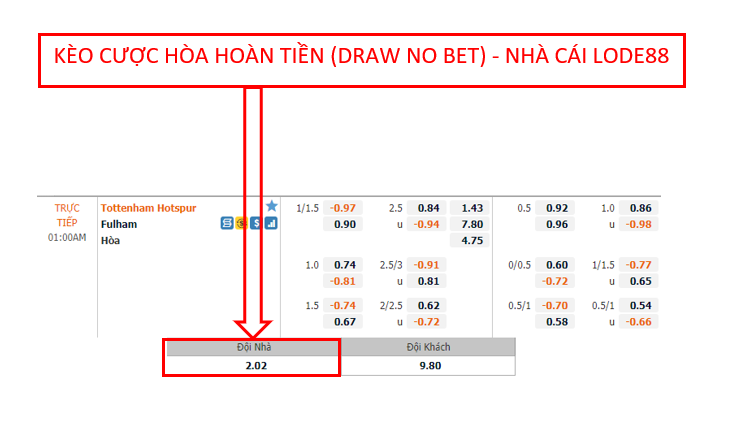 KÈO CƯỢC HÒA HOÀN TIỀN (DRAW NO BET) - NHÀ CÁI LODE88
TRỰC Tottenham Hotspur 1/1.5 -0.97 2.5 0.84 1.43 0.5 0.92 1.0 0.86
TIẾP Fulham 0.90 u -0.94 7.80 0.96 u -0.98
01:00AM Hòa 4.75
1.0 0.74 2.5/3 -0.91 0/0.5 0.60 1/1.5 -0.77
-0.81 u 0.81 -0.72 u 0.65
1.5 -0.74 2/2.5 0.62 0.5/1 -0.70 0.5/1 0.54
0.67 u -0.72 0.58 u -0.66
Đội Nhà Đội Khách
2.02 9.80